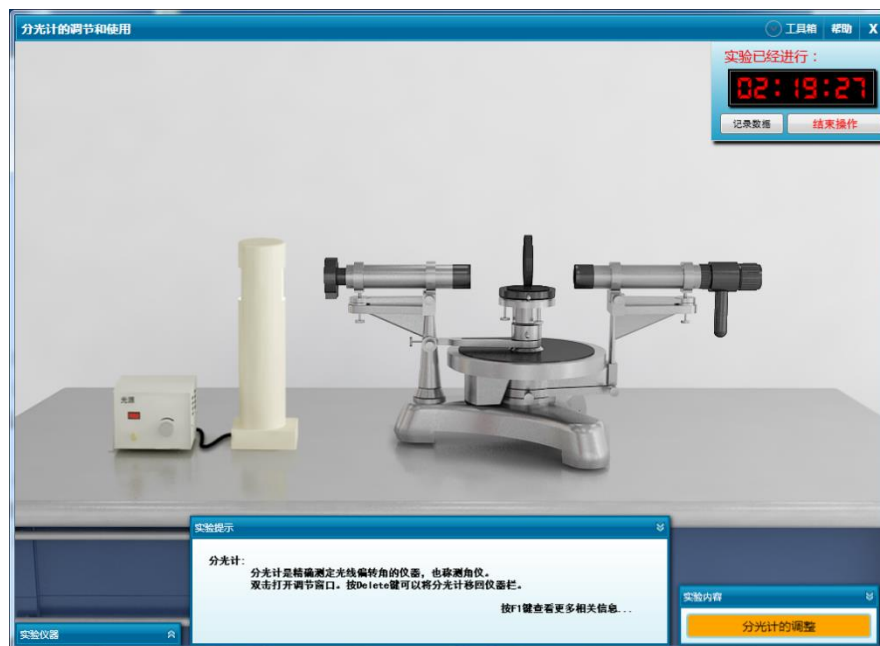 分光计的调节和使用
工具箱 帮助 X
实验已经进行：
02:19:27
记录数据 结束操作
光源
实验提示
分光计：
分光计是精确测定光线偏转角的仪器，也称测角仪。
双击打开调节窗口。按Delete键可以将分光计移回仪器栏。
按F1键查看更多相关信息...
实验内容
分光计的调整
实验仪器